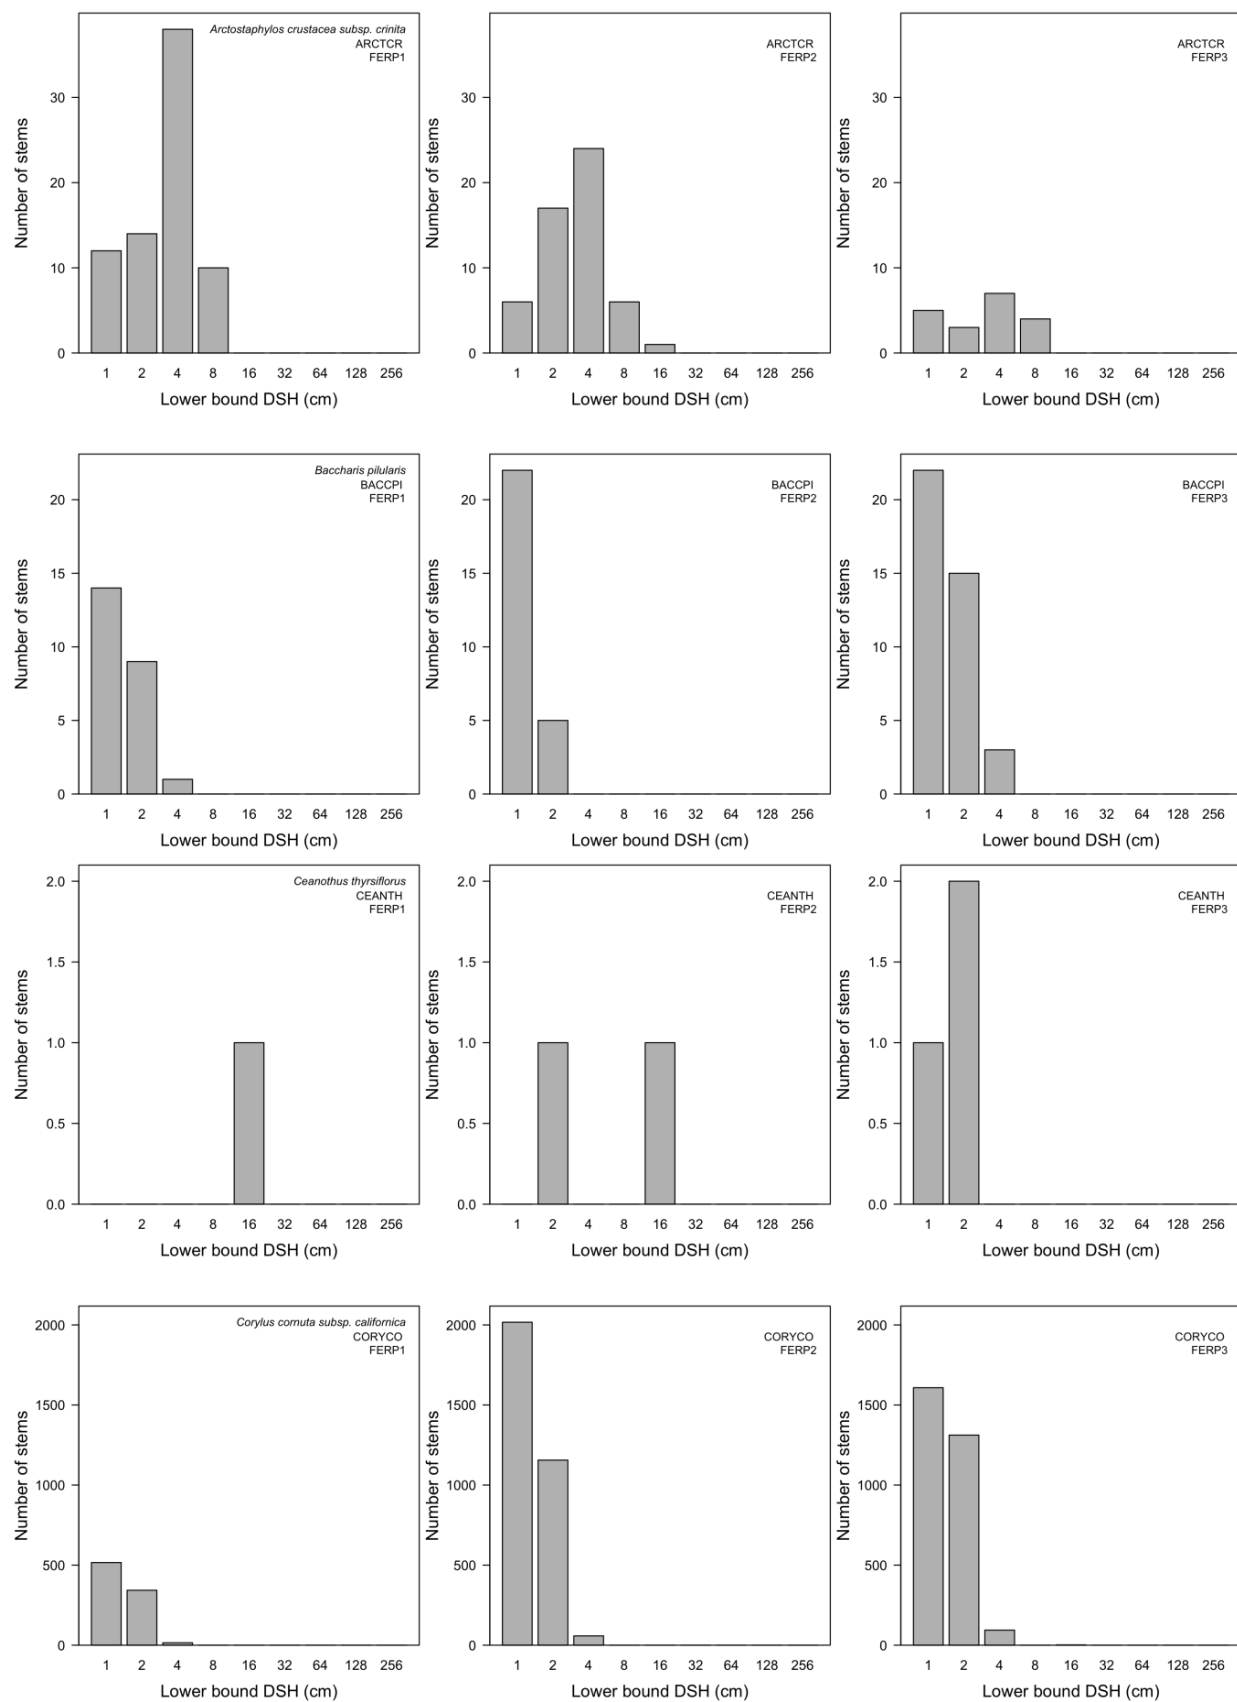 Arctostaphylos crustacea subsp. crinita
ARCTCR
FERP1
Number of stems
30
20
10
0
1 2 4 8 16 32 64 128 256
Lower bound DSH (cm)
ARCTCR
FERP2
Number of stems
30
20
10
0
1 2 4 8 16 32 64 128 256
Lower bound DSH (cm)
ARCTCR
FERP3
Number of stems
30
20
10
0
1 2 4 8 16 32 64 128 256
Lower bound DSH (cm)
Baccharis pilularis
BACCPI
FERP1
Number of stems
20
15
10
5
0
1 2 4 8 16 32 64 128 256
Lower bound DSH (cm)
BACCPI
FERP2
Number of stems
20
15
10
5
0
1 2 4 8 16 32 64 128 256
Lower bound DSH (cm)
BACCPI
FERP3
Number of stems
20
15
10
5
0
1 2 4 8 16 32 64 128 256
Lower bound DSH (cm)
Ceanothus thyrsiflorus
CEANTH
FERP1
Number of stems
2.0
1.5
1.0
0.5
0.0
1 2 4 8 16 32 64 128 256
Lower bound DSH (cm)
CEANTH
FERP2
Number of stems
2.0
1.5
1.0
0.5
0.0
1 2 4 8 16 32 64 128 256
Lower bound DSH (cm)
CEANTH
FERP3
Number of stems
2.0
1.5
1.0
0.5
0.0
1 2 4 8 16 32 64 128 256
Lower bound DSH (cm)
Corylus cornuta subsp. californica
CORYCO
FERP1
Number of stems
2000
1500
1000
500
0
1 2 4 8 16 32 64 128 256
Lower bound DSH (cm)
CORYCO
FERP2
Number of stems
2000
1500
1000
500
0
1 2 4 8 16 32 64 128 256
Lower bound DSH (cm)
CORYCO
FERP3
Number of stems
2000
1500
1000
500
0
1 2 4 8 16 32 64 128 256
Lower bound DSH (cm)